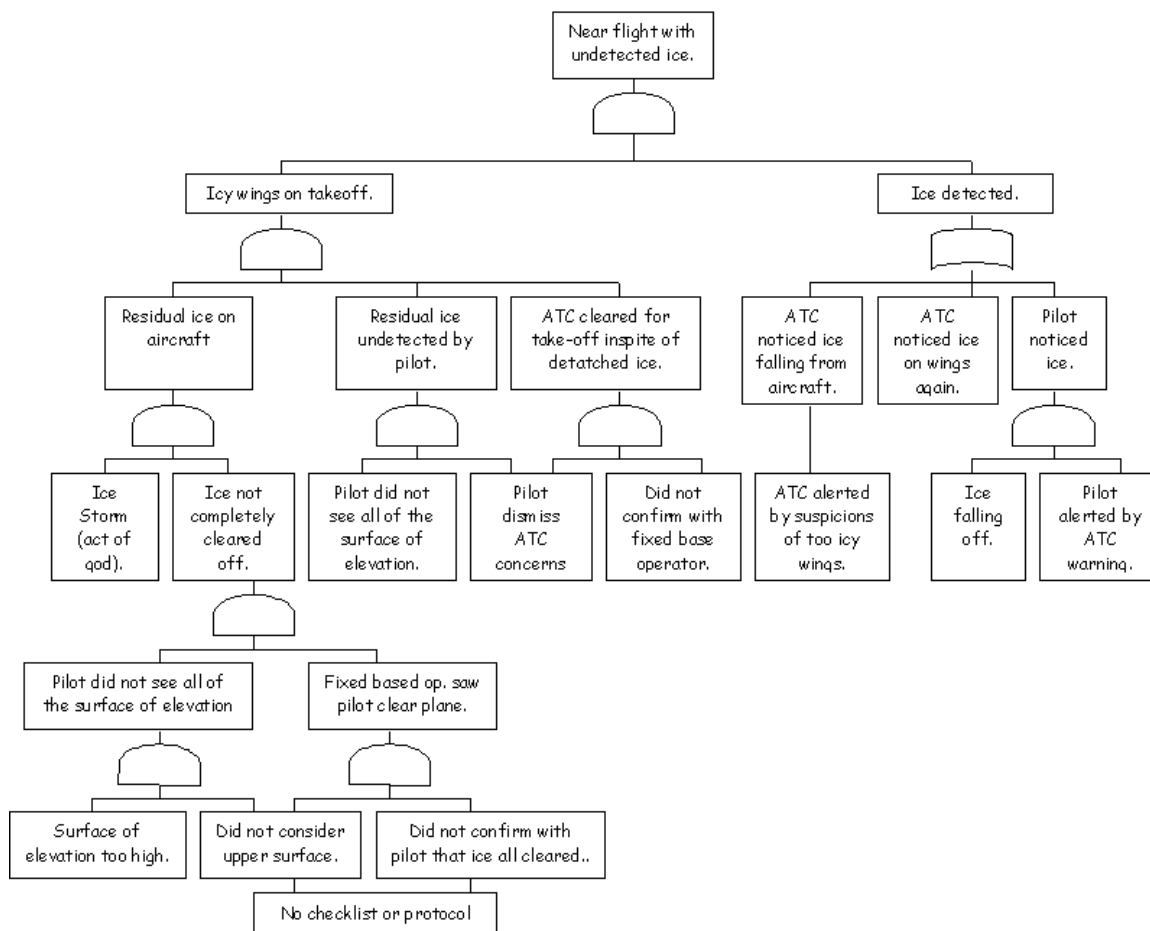 Near flight with
undetected ice.
Icy wings on takeoff.
Ice detected.
Residual ice on
aircraft
Residual ice
undetected by
pilot.
ATC cleared for
take-off inspite of
detatched ice.
ATC
noticed ice
falling from
aircraft.
ATC
noticed ice
on wings
again.
Pilot
noticed
ice.
Ice
Storm
(act of
god).
Ice not
completely
cleared
off.
Pilot did not
see all of the
surface of
elevation.
Pilot
dismiss
ATC
concerns
Did not
confirm with
fixed base
operator.
ATC alerted
by suspicions
of too icy
wings.
Ice
falling
off.
Pilot
alerted by
ATC
warning.
Pilot did not see all of
the surface of elevation
Fixed based op. saw
pilot clear plane.
Surface of
elevation too high.
Did not consider
upper surface.
Did not confirm with
pilot that ice all cleared..
No checklist or protocol